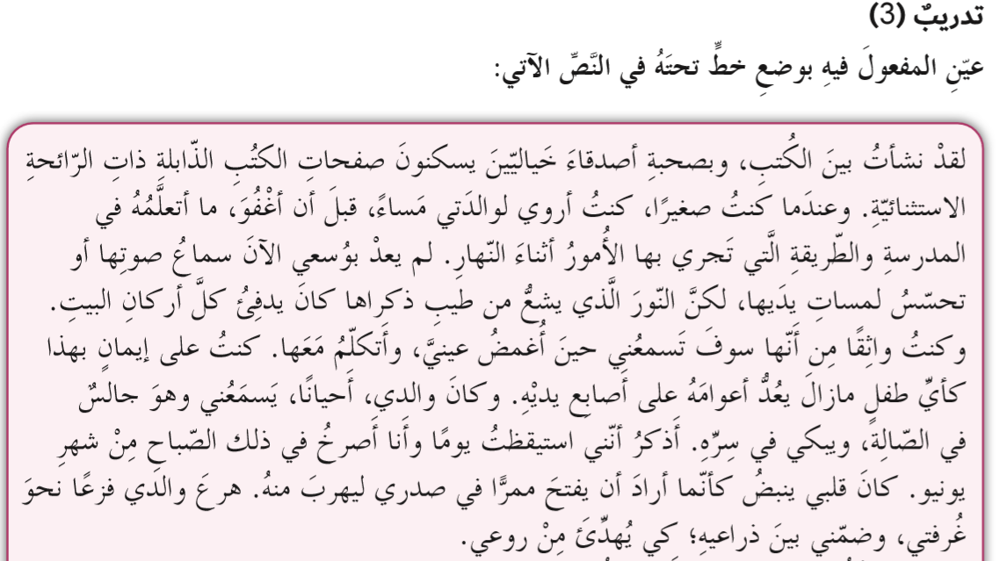 تدريبٌ (3)
عيّنِ المفعولَ فيهِ بوضعِ خطٍّ تحتَهُ في النَّصِّ الآتي:
لقدْ نشأتُ بينَ الكُتبِ، وبصحبةِ أصدقاءَ خَياليّينَ يسكنونَ صفحاتِ الكتُبِ الذّابلةِ ذاتِ الرّائحةِ
الاستثنائيّةِ. وعندَما كنتُ صغيرًا، كنتُ أروي لوالدَتي مَساءً، قبلَ أن أغْفُوَ، ما أتعلَّمُهُ في
المدرسةِ والطّريقةِ الَّتي تَجري بها الأُمورُ أثناءَ النّهارِ. لم يعدْ بوُسعي الآنَ سماعُ صوتِها أو
تحسّسُ لمساتِ يدَيها، لكنَّ النّورَ الَّذي يشعُّ من طيبِ ذكراها كانَ يدفِئُ كلَّ أركانِ البيتِ.
وكنتُ واثِقًا مِن أنَّها سوفَ تَسمعُني حينَ أُغمضُ عينيَّ، وأتكلّمُ مَعَها. كنتُ على إيمانٍ بهذا
كأيِّ طفلٍ مازالَ يعُدُّ أعوامَهُ على أصابِع يديْهِ. وكانَ والدي، أحيانًا، يَسمَعُني وهوَ جالسٌ
في الصّالةِ، ويبكي في سِرِّهِ. أذكرُ أنّني استيقظتُ يومًا وأنا أصرخُ في ذلك الصّباحِ مِنْ شهرِ
يونيو. كانَ قلبي ينبضُ كأنّما أرادَ أن يفتحَ ممرًّا في صدري ليهربَ منهُ. هرعَ والدي فزعًا نحوَ
غُرفتي، وضمّني بينَ ذراعيهِ؛ كي يُهدِّئَ مِنْ روعي.